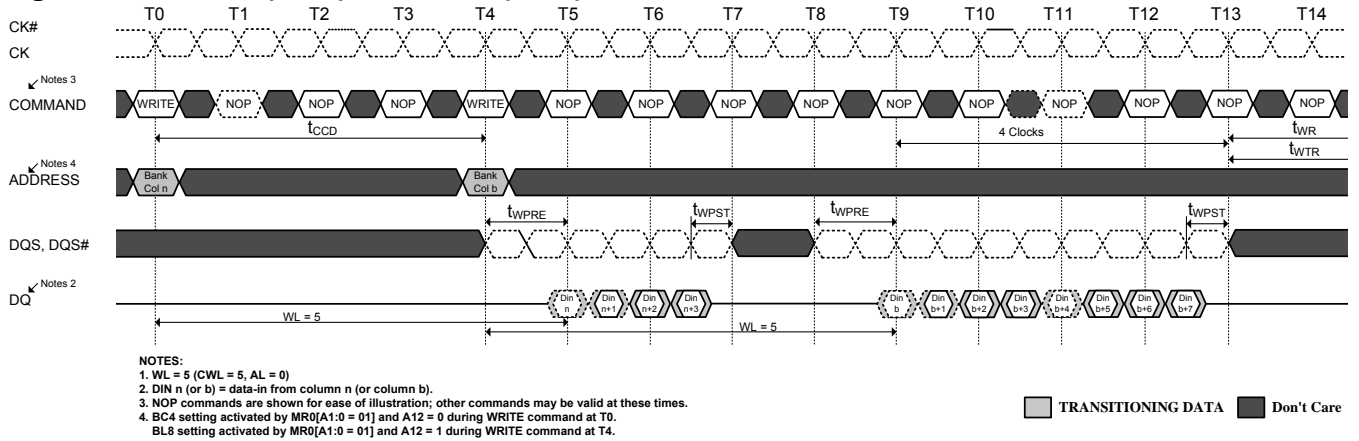 T0 T1 T2 T3 T4 T5 T6 T7 T8 T9 T10 T11 T12 T13 T14
CK#
CK
Notes 3
COMMAND
WRITE NOP NOP NOP WRITE NOP NOP NOP NOP NOP NOP NOP NOP NOP NOP
tCCD
4 Clocks
tWR
tWTR
Notes 4
ADDRESS
Bank
Col n
Bank
Col b
tWPRE
tWPST
tWPRE
tWPST
DQS, DQS#
Notes 2
DQ
Din
n
Din
n+1
Din
n+2
Din
n+3
Din
b
Din
b+1
Din
b+2
Din
b+3
Din
b+4
Din
b+5
Din
b+6
Din
b+7
WL = 5
WL = 5
NOTES:
1. WL = 5 (CWL = 5, AL = 0)
2. DIN n (or b) = data-in from column n (or column b).
3. NOP commands are shown for ease of illustration; other commands may be valid at these times.
4. BC4 setting activated by MR0[A1:0 = 01] and A12 = 0 during WRITE command at T0.
BL8 setting activated by MR0[A1:0 = 01] and A12 = 1 during WRITE command at T4.
TRANSITIONING DATA
Don't Care